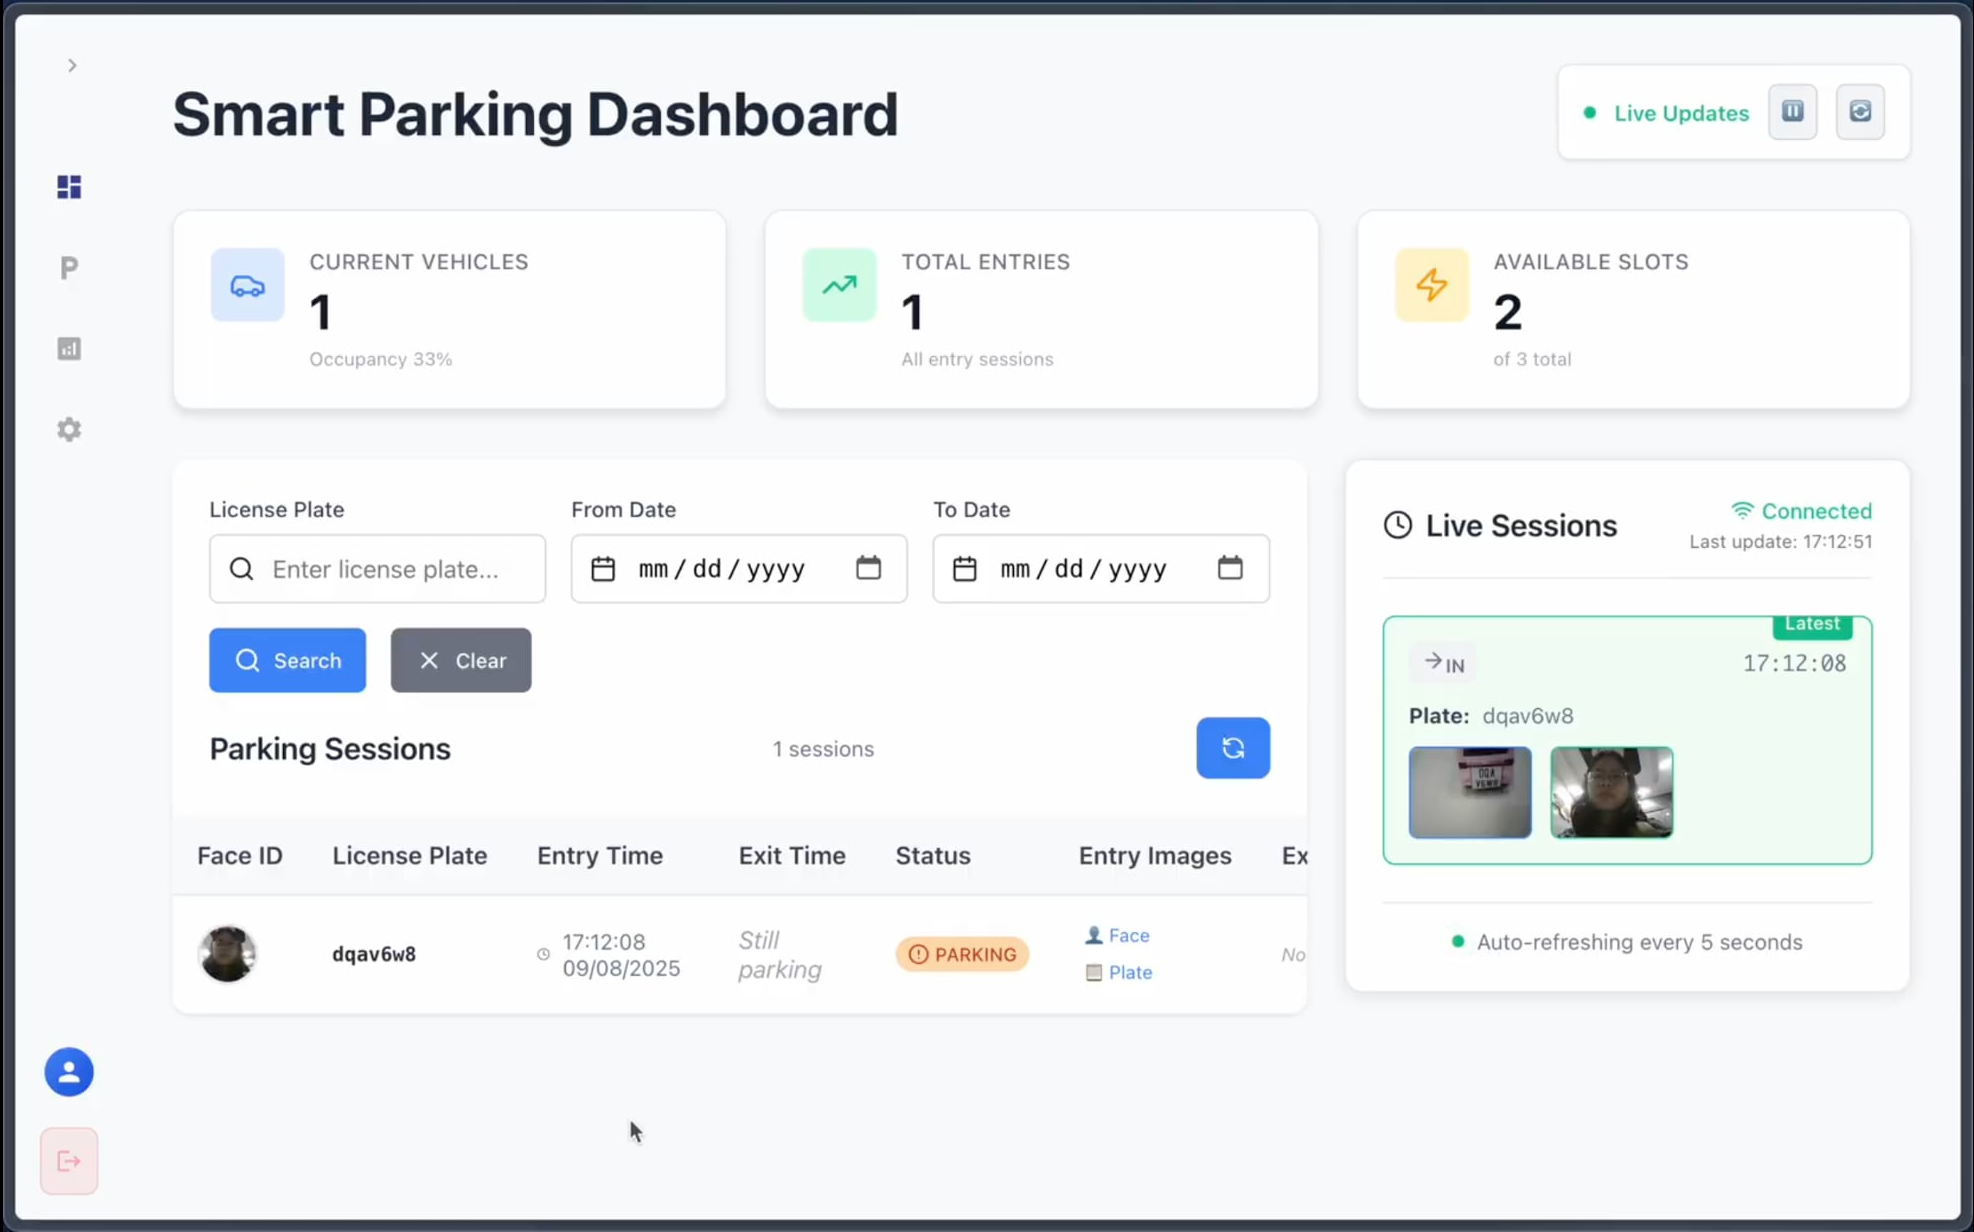 Smart Parking Dashboard
Live Updates
P
CURRENT VEHICLES
1
Occupancy 33%
TOTAL ENTRIES
1
All entry sessions
AVAILABLE SLOTS
2
of 3 total
License Plate
From Date
To Date
Enter license plate...
mm/dd/yyyy
mm/dd/yyyy
Search
Clear
Parking Sessions
1 sessions
Face ID License Plate Entry Time Exit Time Status Entry Images Ex
dqav6w8
17:12:08
09/08/2025
Still
parking
PARKING
Face
Plate
No
Live Sessions
Connected
Last update: 17:12:51
Latest
IN
17:12:08
Plate: dqav6w8
DQA
V6W8
Auto-refreshing every 5 seconds